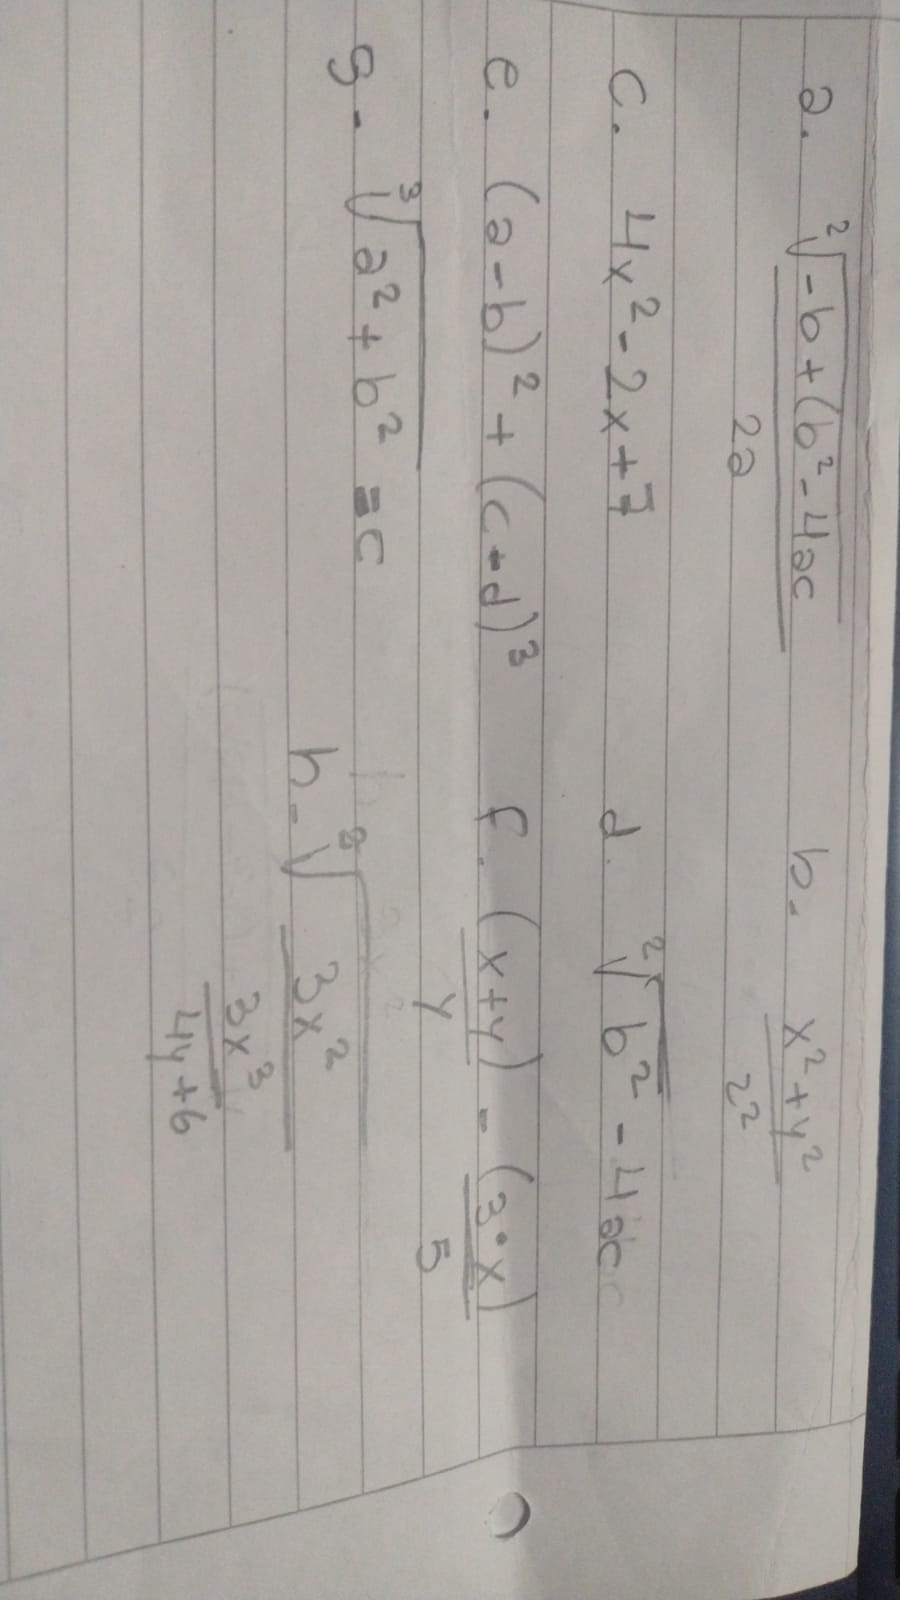 a. ²√-b+(b²-4ac b. x²+y²
2a 2²
c. 4x²-2x+7 d. ²√b²-4ac
e. (a-b)²+(c+d)³ f. (x+y) - (3·x)
y 5
g- ³√a²+b² =c
h- ²√3x²
3x³
4y+6